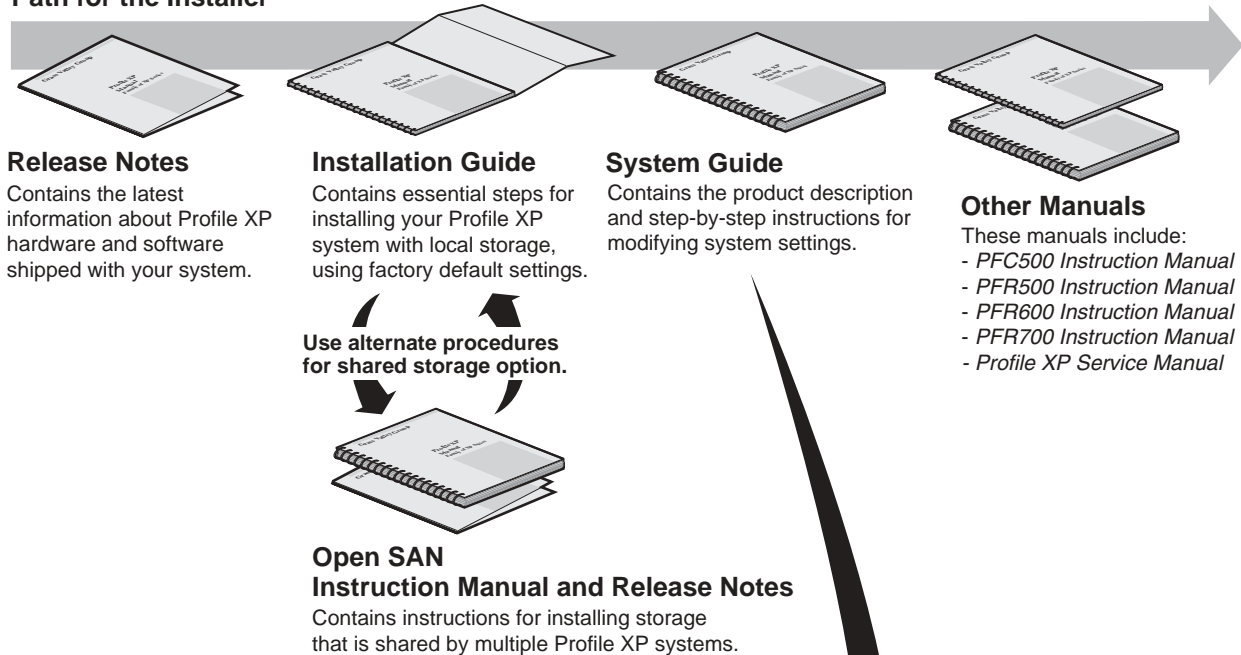 Path for the Installer
Release Notes
Contains the latest
information about Profile XP
hardware and software
shipped with your system.
Installation Guide
Contains essential steps for
installing your Profile XP
system with local storage,
using factory default settings.
Use alternate procedures
for shared storage option.
Open SAN
Instruction Manual and Release Notes
Contains instructions for installing storage
that is shared by multiple Profile XP systems.
System Guide
Contains the product description
and step-by-step instructions for
modifying system settings.
Other Manuals
These manuals include:
- PFC500 Instruction Manual
- PFR500 Instruction Manual
- PFR600 Instruction Manual
- PFR700 Instruction Manual
- Profile XP Service Manual